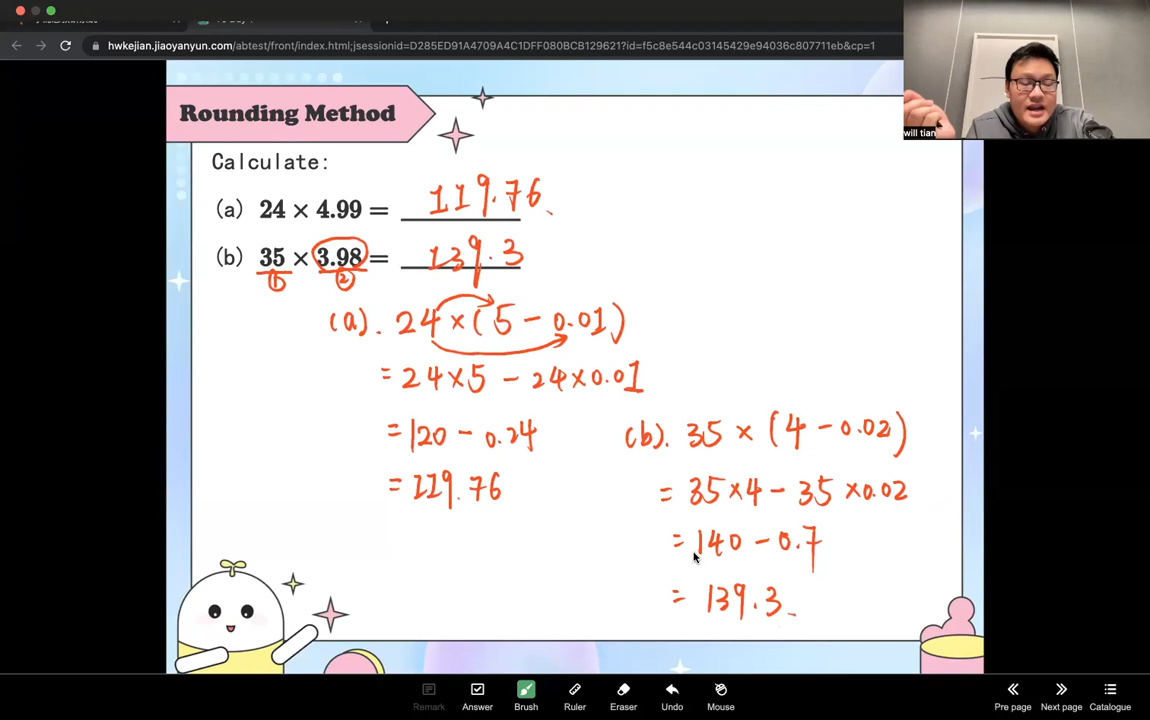 hwkejian.jiaoyanyun.com/abtest/front/index.html;jsessionid=D285ED91A4709A4C1DFF080BCB129621?id=f5c8e544c03145429e94036c807711eb&cp=1
will tian
Rounding Method
Calculate:
(a) 24 × 4.99 = 119.76
(b) 35 × 3.98 = 139.3
① ②
(a). 24 × (5 - 0.01)
= 24 × 5 - 24 × 0.01
= 120 - 0.24
= 119.76
(b). 35 × (4 - 0.02)
= 35 × 4 - 35 × 0.02
= 140 - 0.7
= 139.3
Remark Answer Brush Ruler Eraser Undo Mouse Pre page Next page Catalogue